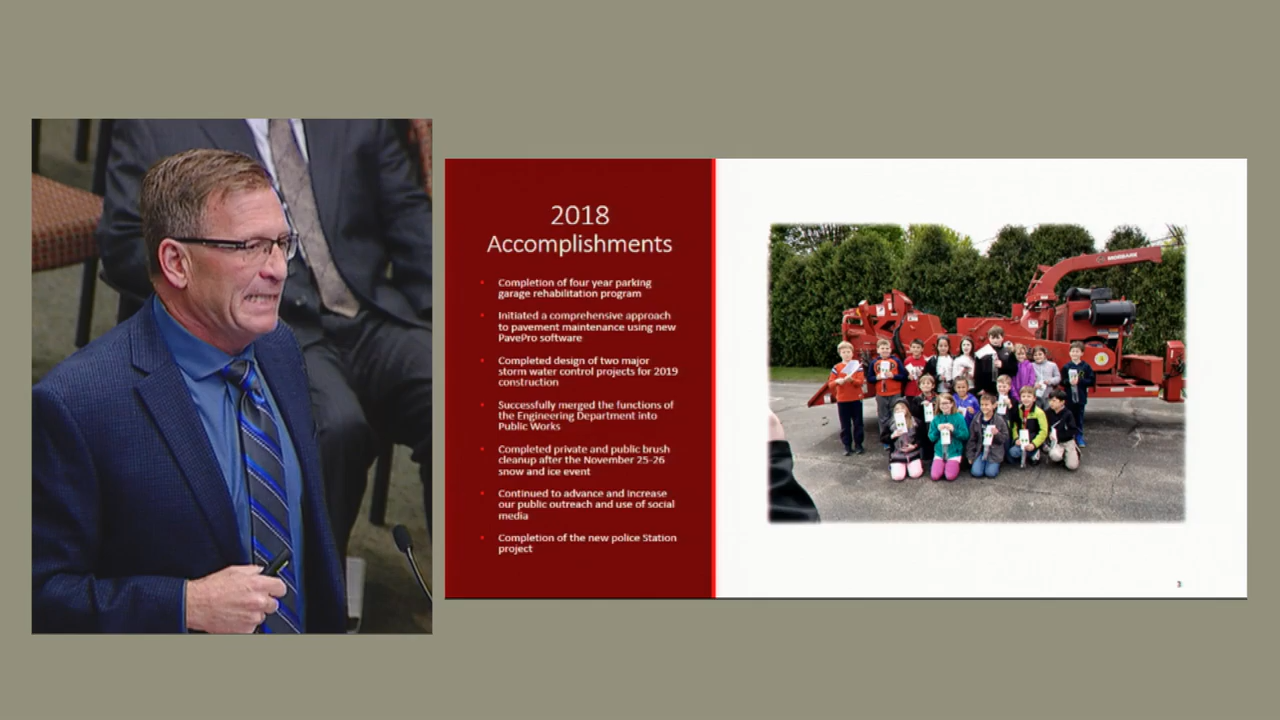 2018
Accomplishments
Completion of four year parking
garage rehabilitation program
Initiated a comprehensive approach
to pavement maintenance using new
PavePro software
Completed design of two major
storm water control projects for 2019
construction
Successfully merged the functions of
the Engineering Department into
Public Works
Completed private and public brush
cleanup after the November 25-26
snow and ice event
Continued to advance and increase
our public outreach and use of social
media
Completion of the new police Station
project
MORBARK
3